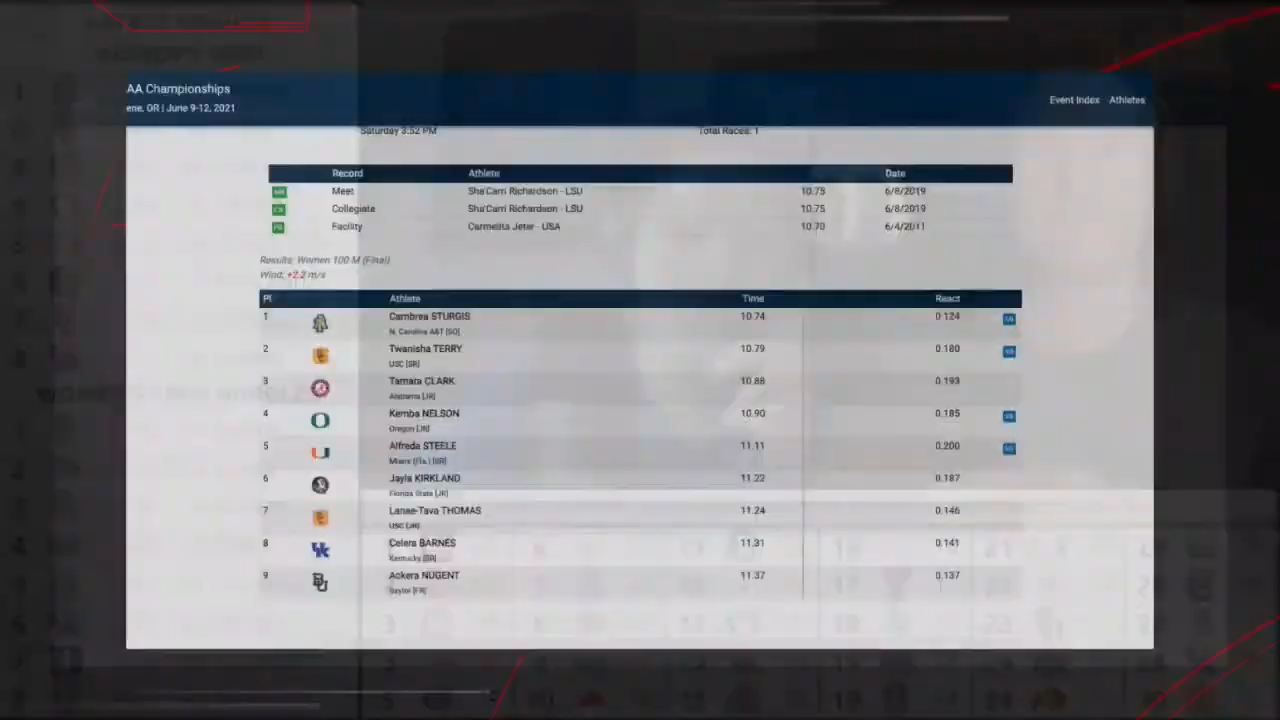 AA Championships
ene, OR | June 9-12, 2021
Event Index Athletes
Saturday 3:52 PM Total Races: 1
Record Athlete Date
Meet Sha'Carri Richardson - LSU 10.75 6/8/2019
Collegiate Sha'Carri Richardson - LSU 10.75 6/8/2019
Facility Carmelita Jeter - USA 10.70 6/4/2011
Results: Women 100 M (Final)
Wind: +2.2 m/s
Pl Athlete Time React
1 Cambrea STURGIS 10.74 0.124
N. Carolina A&T [SO]
2 Twanisha TERRY 10.79 0.180
USC [SR]
3 Tamara CLARK 10.88 0.193
Alabama [JR]
4 Kemba NELSON 10.90 0.185
Oregon [JR]
5 Alfreda STEELE 11.11 0.200
Miami (Fla.) [SR]
6 Jayla KIRKLAND 11.22 0.187
Florida State [JR]
7 Lanae-Tava THOMAS 11.24 0.146
USC [JR]
8 Celera BARNES 11.31 0.141
Kentucky [SR]
9 Ackera NUGENT 11.37 0.137
Baylor [FR]